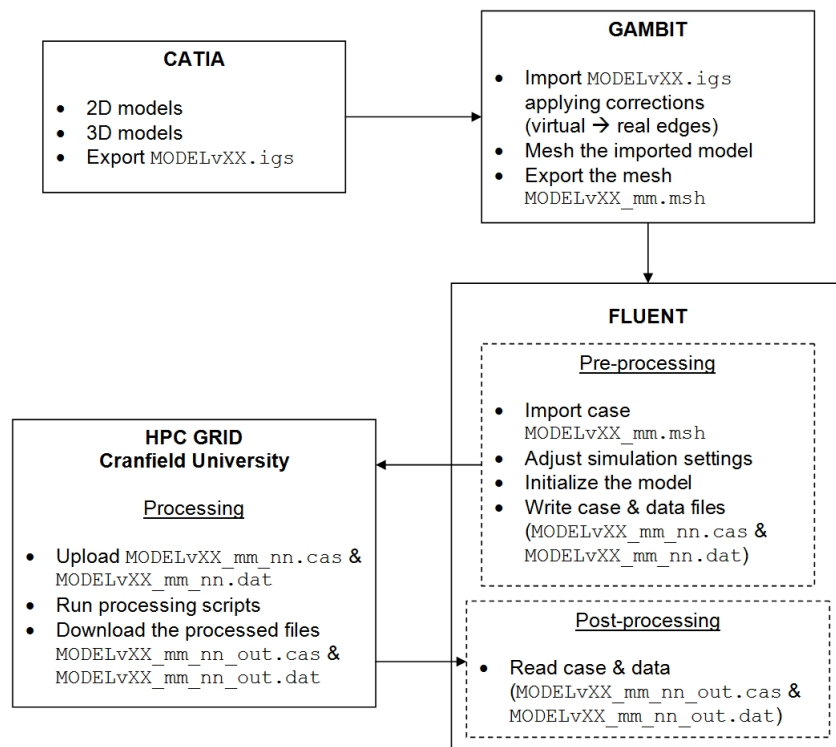 CATIA
• 2D models
• 3D models
• Export MODELvXX.igs
GAMBIT
• Import MODELvXX.igs
applying corrections
(virtual → real edges)
• Mesh the imported model
• Export the mesh
MODELvXX_mm.msh
FLUENT
Pre-processing
• Import case
MODELvXX_mm.msh
• Adjust simulation settings
• Initialize the model
• Write case & data files
(MODELvXX_mm_nn.cas &
MODELvXX_mm_nn.dat)
HPC GRID
Cranfield University
Processing
• Upload MODELvXX_mm_nn.cas &
MODELvXX_mm_nn.dat
• Run processing scripts
• Download the processed files
MODELvXX_mm_nn_out.cas &
MODELvXX_mm_nn_out.dat
Post-processing
• Read case & data
(MODELvXX_mm_nn_out.cas &
MODELvXX_mm_nn_out.dat)